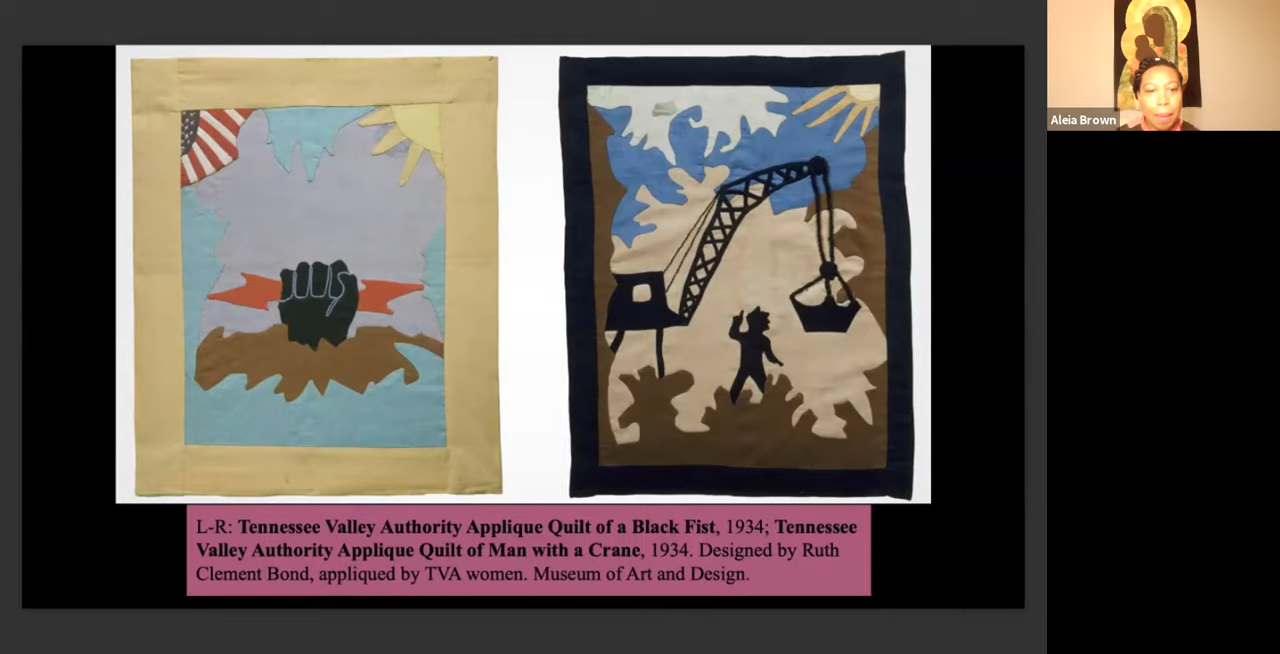 Aleia Brown
L-R: Tennessee Valley Authority Applique Quilt of a Black Fist, 1934; Tennessee
Valley Authority Applique Quilt of Man with a Crane, 1934. Designed by Ruth
Clement Bond, appliqued by TVA women. Museum of Art and Design.